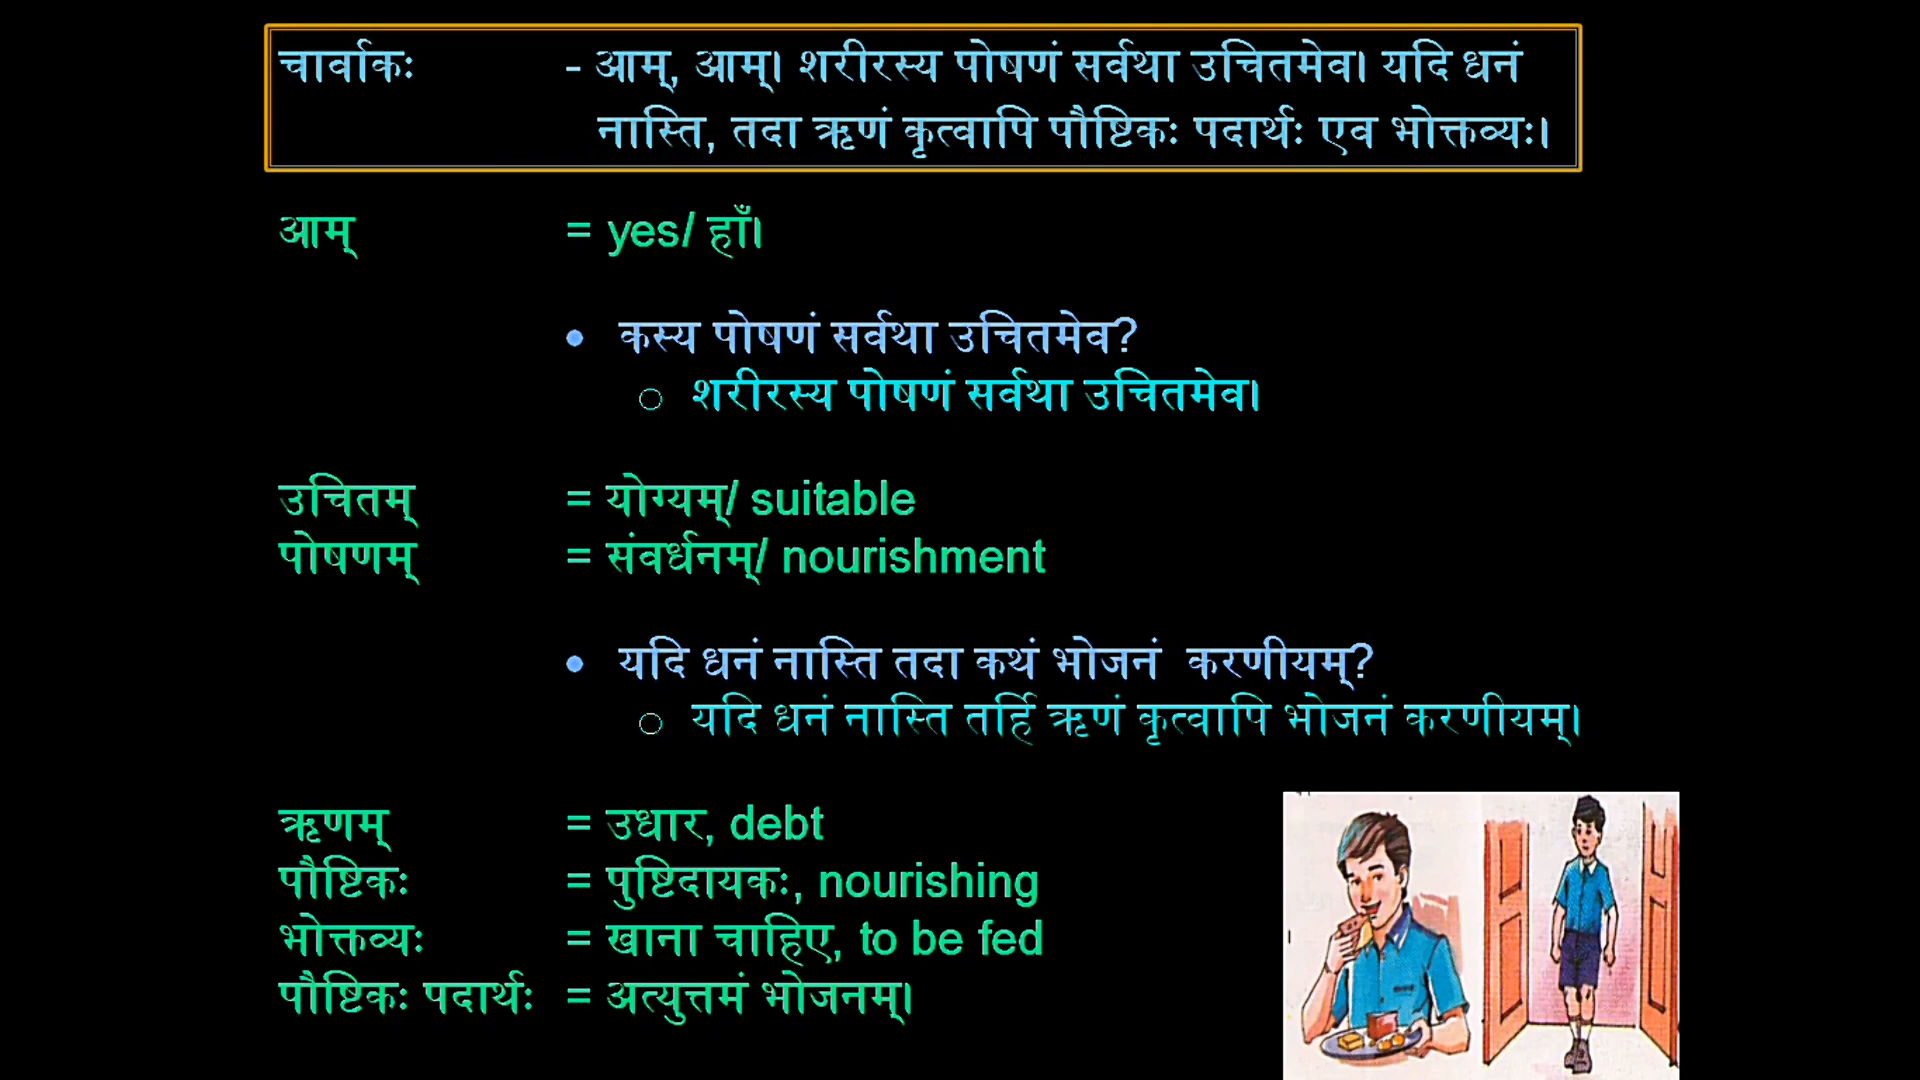 चार्वाकः - आम्, आम्। शरीरस्य पोषणं सर्वथा उचितमेव। यदि धनं
नास्ति, तदा ऋणं कृत्वापि पौष्टिकः पदार्थः एव भोक्तव्यः।
आम् = yes/ हाँ।
• कस्य पोषणं सर्वथा उचितमेव?
○ शरीरस्य पोषणं सर्वथा उचितमेव।
उचितम् = योग्यम्/ suitable
पोषणम् = संवर्धनम्/ nourishment
• यदि धनं नास्ति तदा कथं भोजनं करणीयम्?
○ यदि धनं नास्ति तर्हि ऋणं कृत्वापि भोजनं करणीयम्।
ऋणम् = उधार, debt
पौष्टिकः = पुष्टिदायकः, nourishing
भोक्तव्यः = खाना चाहिए, to be fed
पौष्टिकः पदार्थः = अत्युत्तमं भोजनम्।